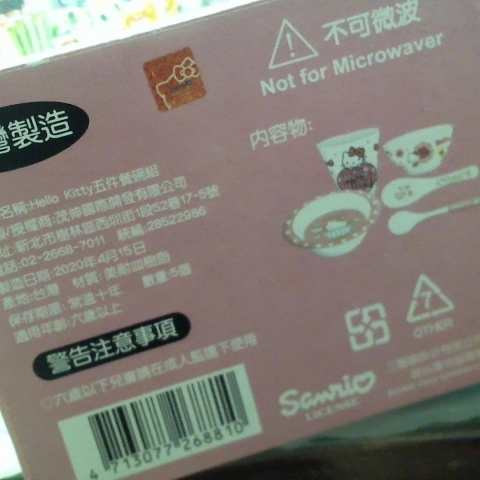 不可微波
Not for Microwaver
灣製造
內容物:
名稱:Hello Kitty五件餐碗組
授權商:茂伸國際開發有限公司
址:新北市樹林區西圳街1段52巷17-5號
話:02-2668-7011 統編:28522986
製造日期:2020年4月15日
產地:台灣 材質:美耐皿樹脂 數量:5個
保存期限:常溫十年
適用年齡:六歲以上
警告注意事項
六歲以下兒童請在成人監護下使用
4 713077 268810
7
OTHER
Sanrio
LICENSE